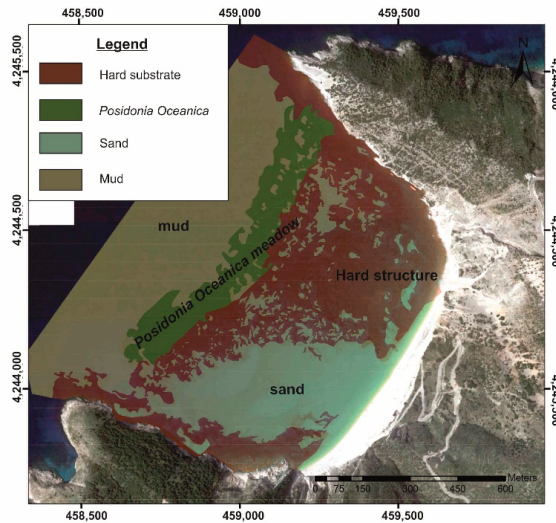 458,500
459,000
459,500
4,245,500
4,244,500
4,244,000
Legend
Hard substrate
Posidonia Oceanica
Sand
Mud
N
mud
Posidonia Oceanica meadow
Hard structure
sand
Meters
0 75 150 300 450 600
458,500
459,000
459,500